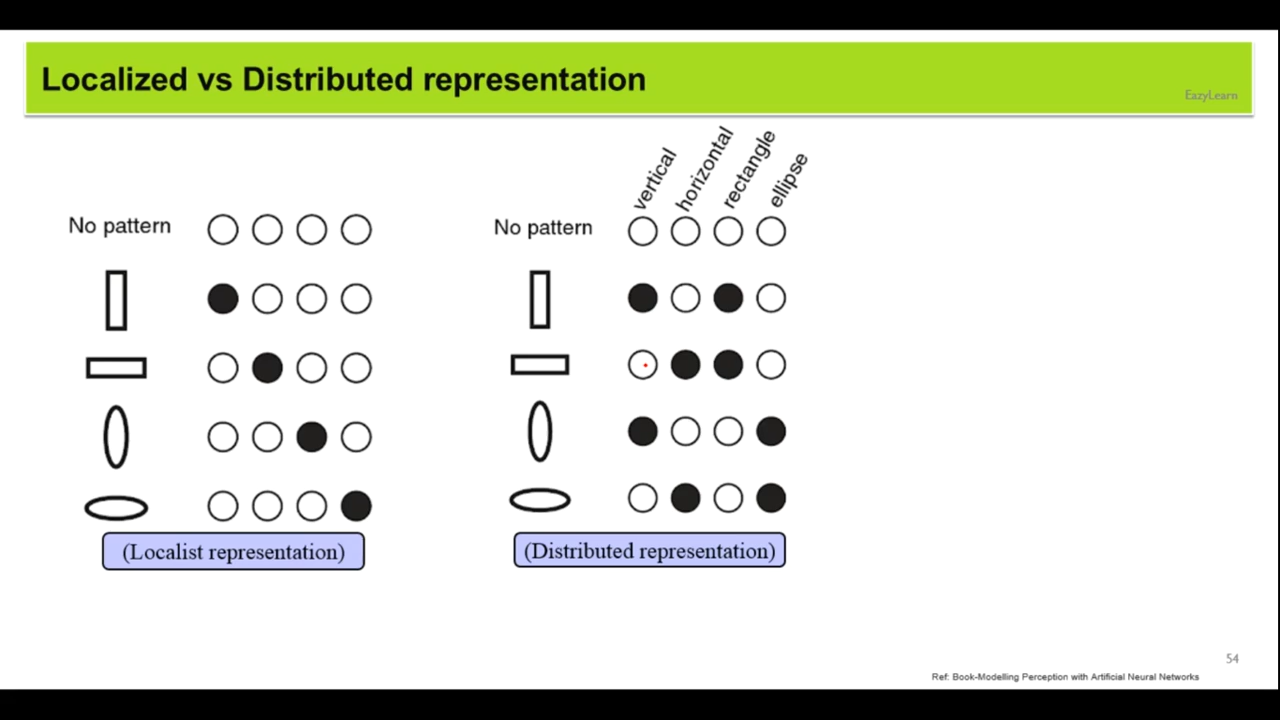 Localized vs Distributed representation
EazyLearn
vertical
horizontal
rectangle
ellipse
No pattern
No pattern
(Localist representation)
(Distributed representation)
54
Ref: Book-Modelling Perception with Artificial Neural Networks